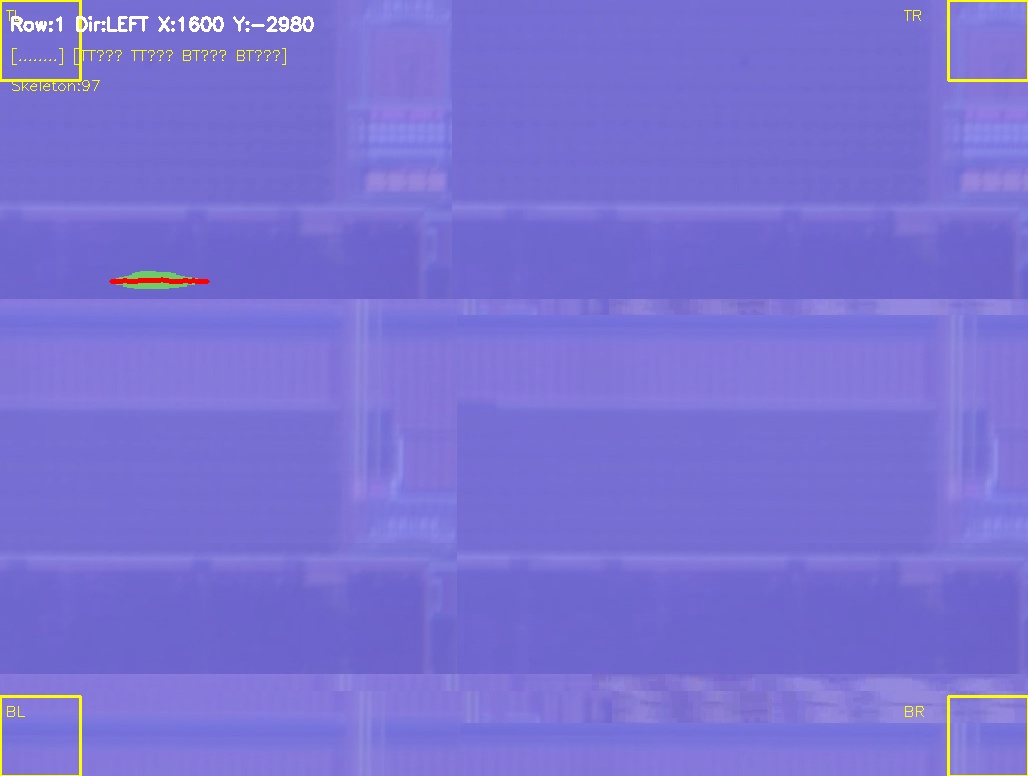 TL
Row:1 Dir:LEFT X:1600 Y:-2980
TR
[........] [TT??? TT??? BT??? BT???]
Skeleton:97
BL
BR